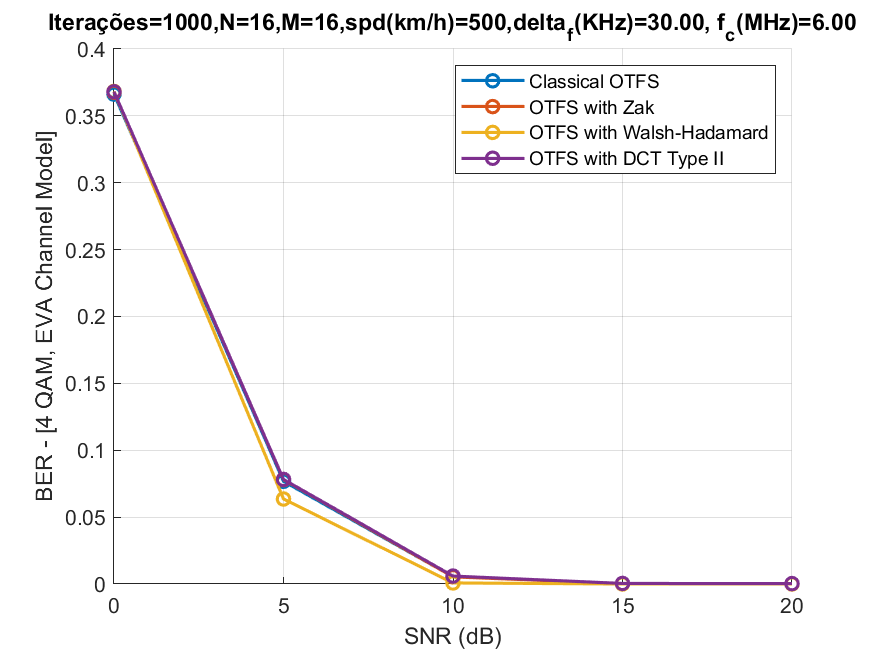 Iterações=1000,N=16,M=16,spd(km/h)=500,delta_f(KHz)=30.00, f_c(MHz)=6.00
0.4
0.35
0.3
0.25
0.2
0.15
0.1
0.05
0
BER - [4 QAM, EVA Channel Model]
Classical OTFS
OTFS with Zak
OTFS with Walsh-Hadamard
OTFS with DCT Type II
0 5 10 15 20
SNR (dB)